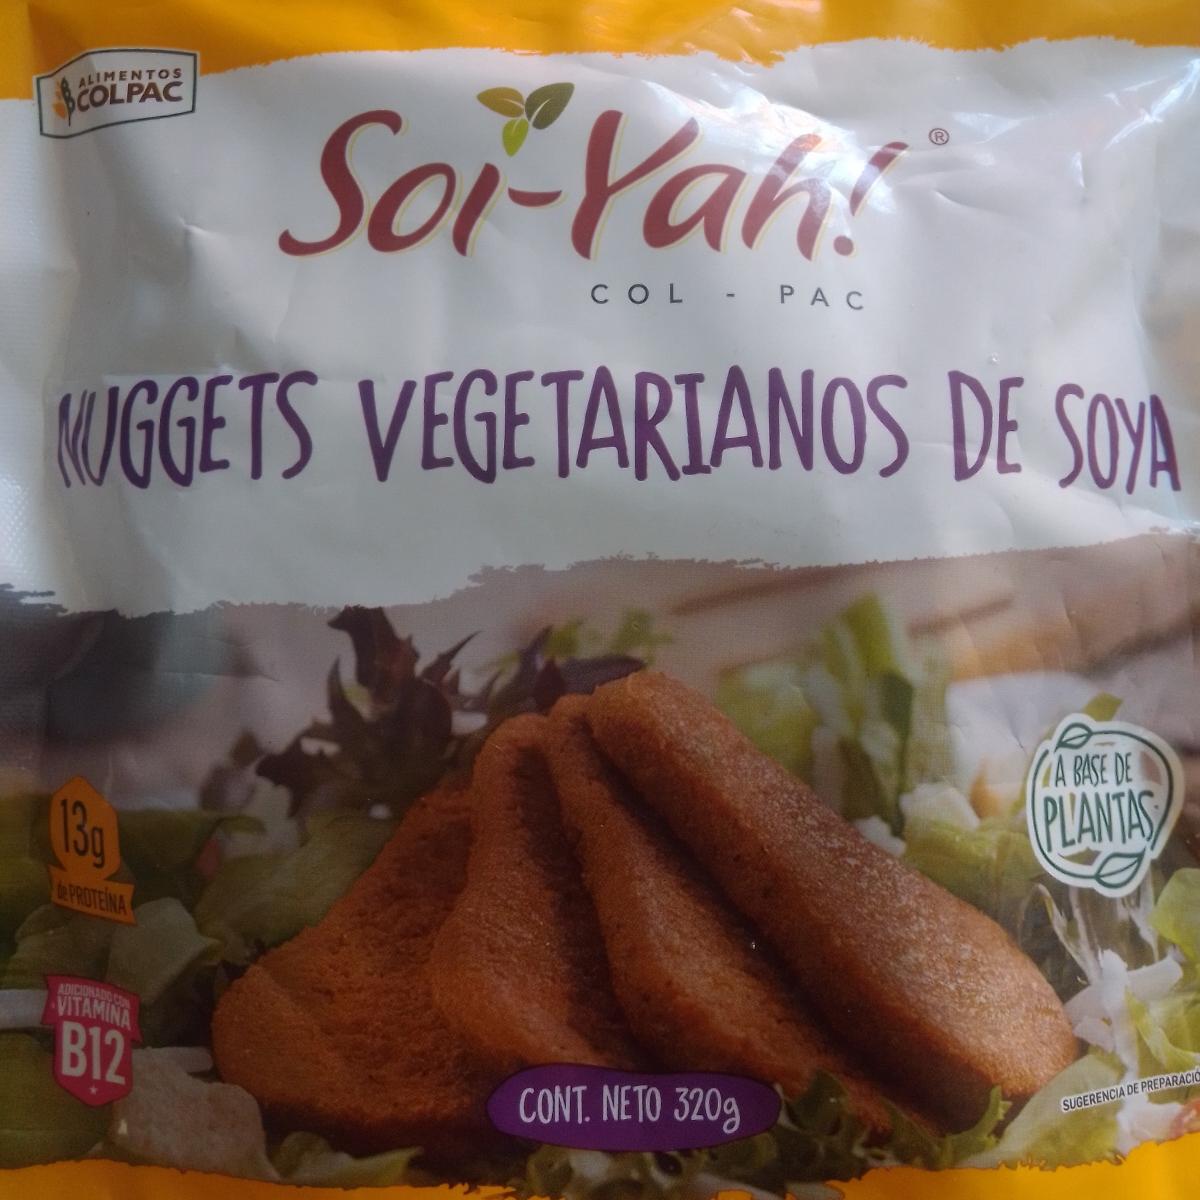 ALIMENTOS
COLPAC
Soi-Yah!
®
COL - PAC
NUGGETS VEGETARIANOS DE SOYA
A BASE DE
PLANTAS
13g
de PROTEÍNA
ADICIONADO CON
VITAMINA
B12
CONT. NETO 320g
SUGERENCIA DE PREPARACIÓ